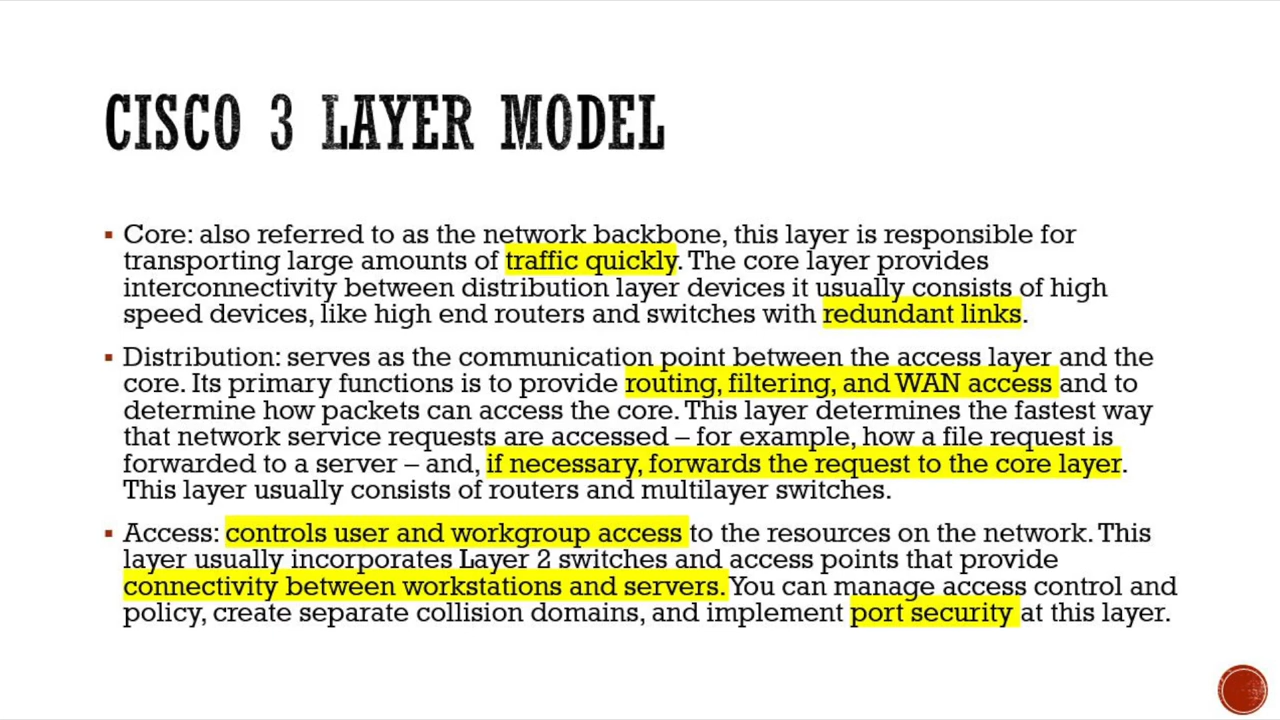 CISCO 3 LAYER MODEL
▪ Core: also referred to as the network backbone, this layer is responsible for
transporting large amounts of traffic quickly. The core layer provides
interconnectivity between distribution layer devices it usually consists of high
speed devices, like high end routers and switches with redundant links.
▪ Distribution: serves as the communication point between the access layer and the
core. Its primary functions is to provide routing, filtering, and WAN access and to
determine how packets can access the core. This layer determines the fastest way
that network service requests are accessed – for example, how a file request is
forwarded to a server – and, if necessary, forwards the request to the core layer.
This layer usually consists of routers and multilayer switches.
▪ Access: controls user and workgroup access to the resources on the network. This
layer usually incorporates Layer 2 switches and access points that provide
connectivity between workstations and servers. You can manage access control and
policy, create separate collision domains, and implement port security at this layer.